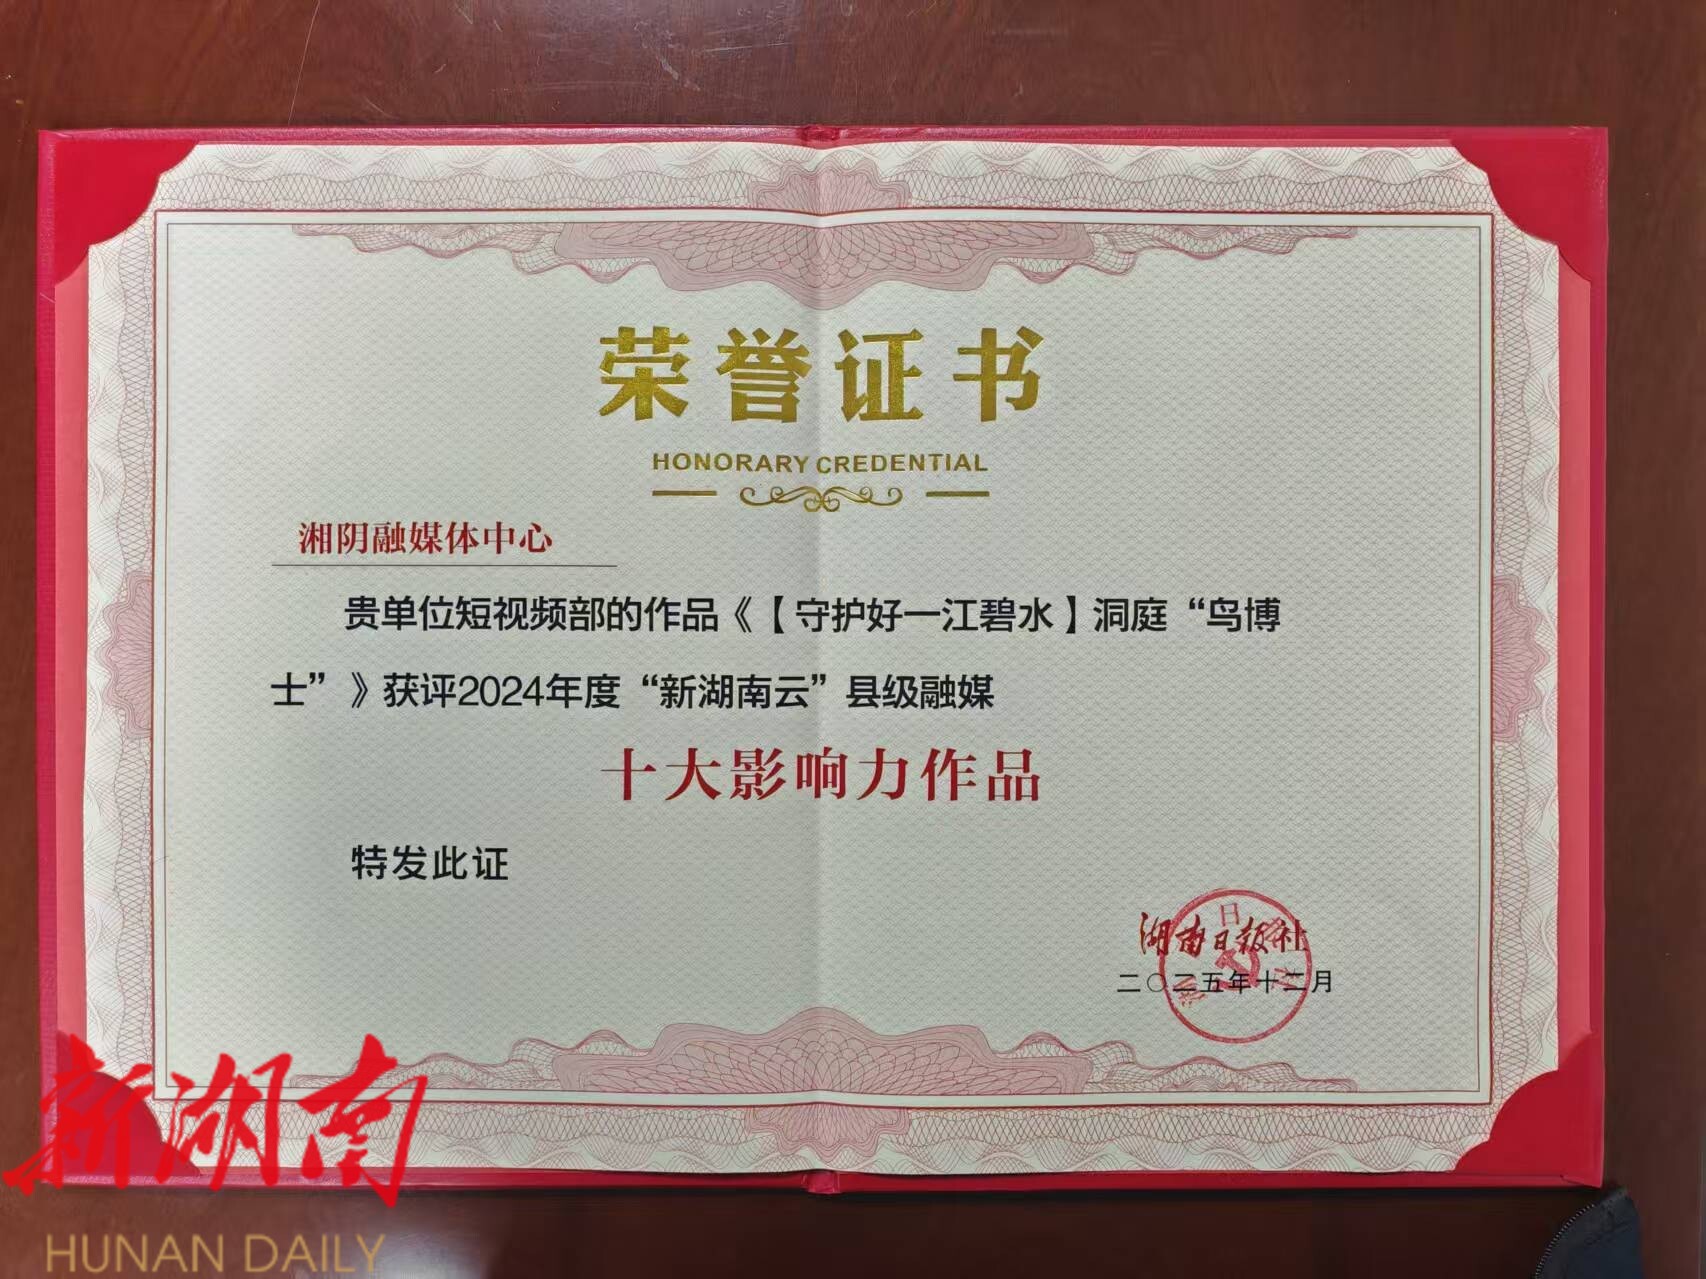 荣誉证书
HONORARY CREDENTIAL
湘阴融媒体中心
贵单位短视频部的作品《【守护好一江碧水】洞庭“鸟博
士”》获评2024年度“新湖南云”县级融媒
十大影响力作品
特发此证
湖南日报社
二〇二五年十二月
新湖南
HUNAN DAILY